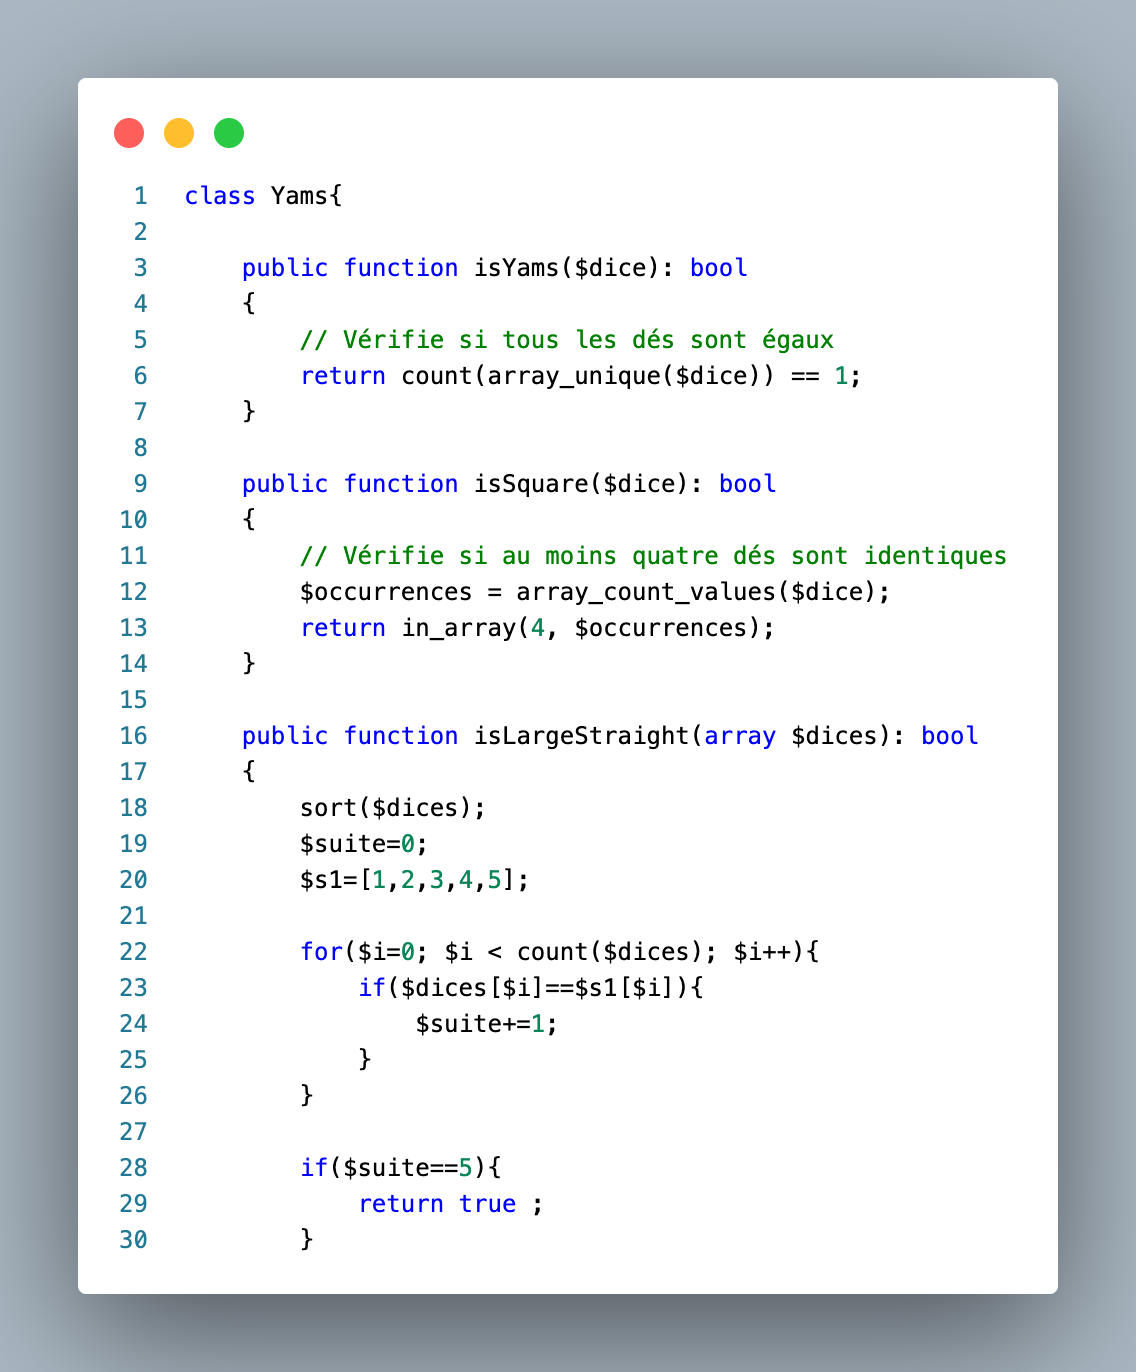 1 class Yams{
2
3     public function isYams($dice): bool
4     {
5         // Vérifie si tous les dés sont égaux
6         return count(array_unique($dice)) == 1;
7     }
8
9     public function isSquare($dice): bool
10     {
11         // Vérifie si au moins quatre dés sont identiques
12         $occurrences = array_count_values($dice);
13         return in_array(4, $occurrences);
14     }
15
16     public function isLargeStraight(array $dices): bool
17     {
18         sort($dices);
19         $suite=0;
20         $s1=[1,2,3,4,5];
21
22         for($i=0; $i < count($dices); $i++){
23             if($dices[$i]==$s1[$i]){
24                 $suite+=1;
25             }
26         }
27
28         if($suite==5){
29             return true ;
30         }